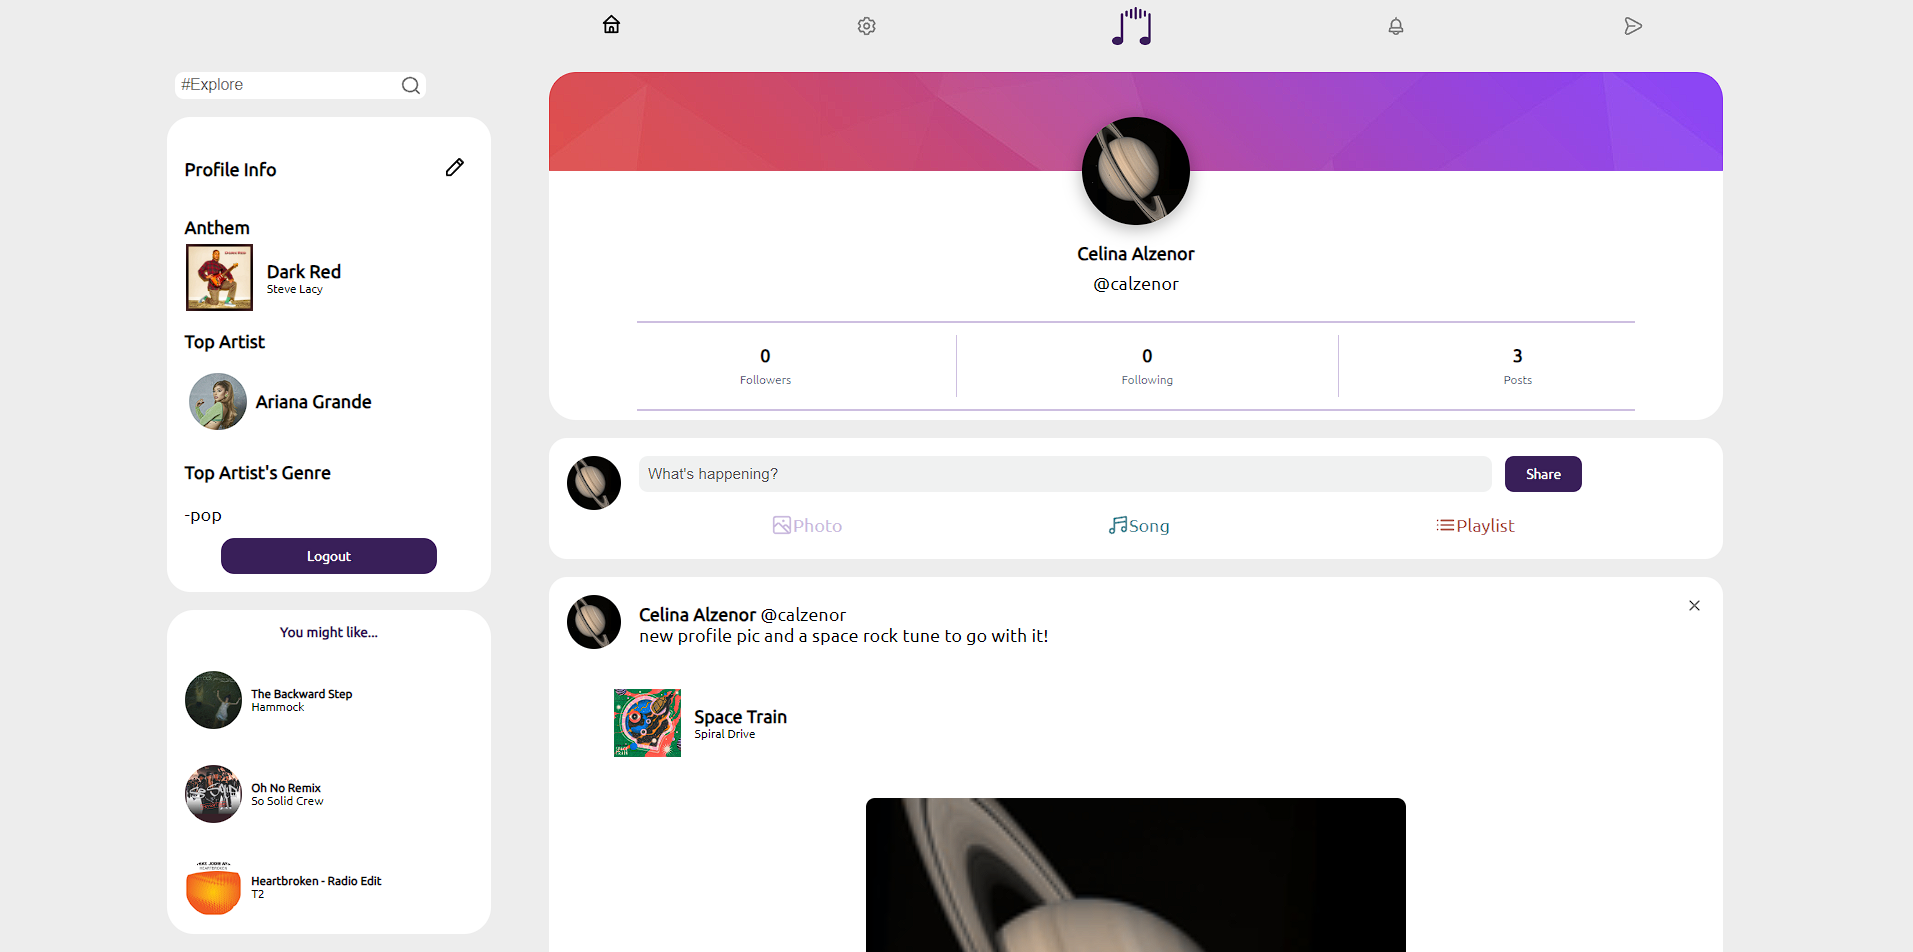 #Explore
Profile Info
Anthem
Dark Red
Steve Lacy
Top Artist
Ariana Grande
Top Artist's Genre
-pop
Logout
You might like...
The Backward Step
Hammock
Oh No Remix
So Solid Crew
Heartbroken - Radio Edit
T2
Celina Alzenor
@calzenor
0
Followers
0
Following
3
Posts
What's happening?
Share
Photo
Song
Playlist
Celina Alzenor @calzenor
new profile pic and a space rock tune to go with it!
Space Train
Spiral Drive